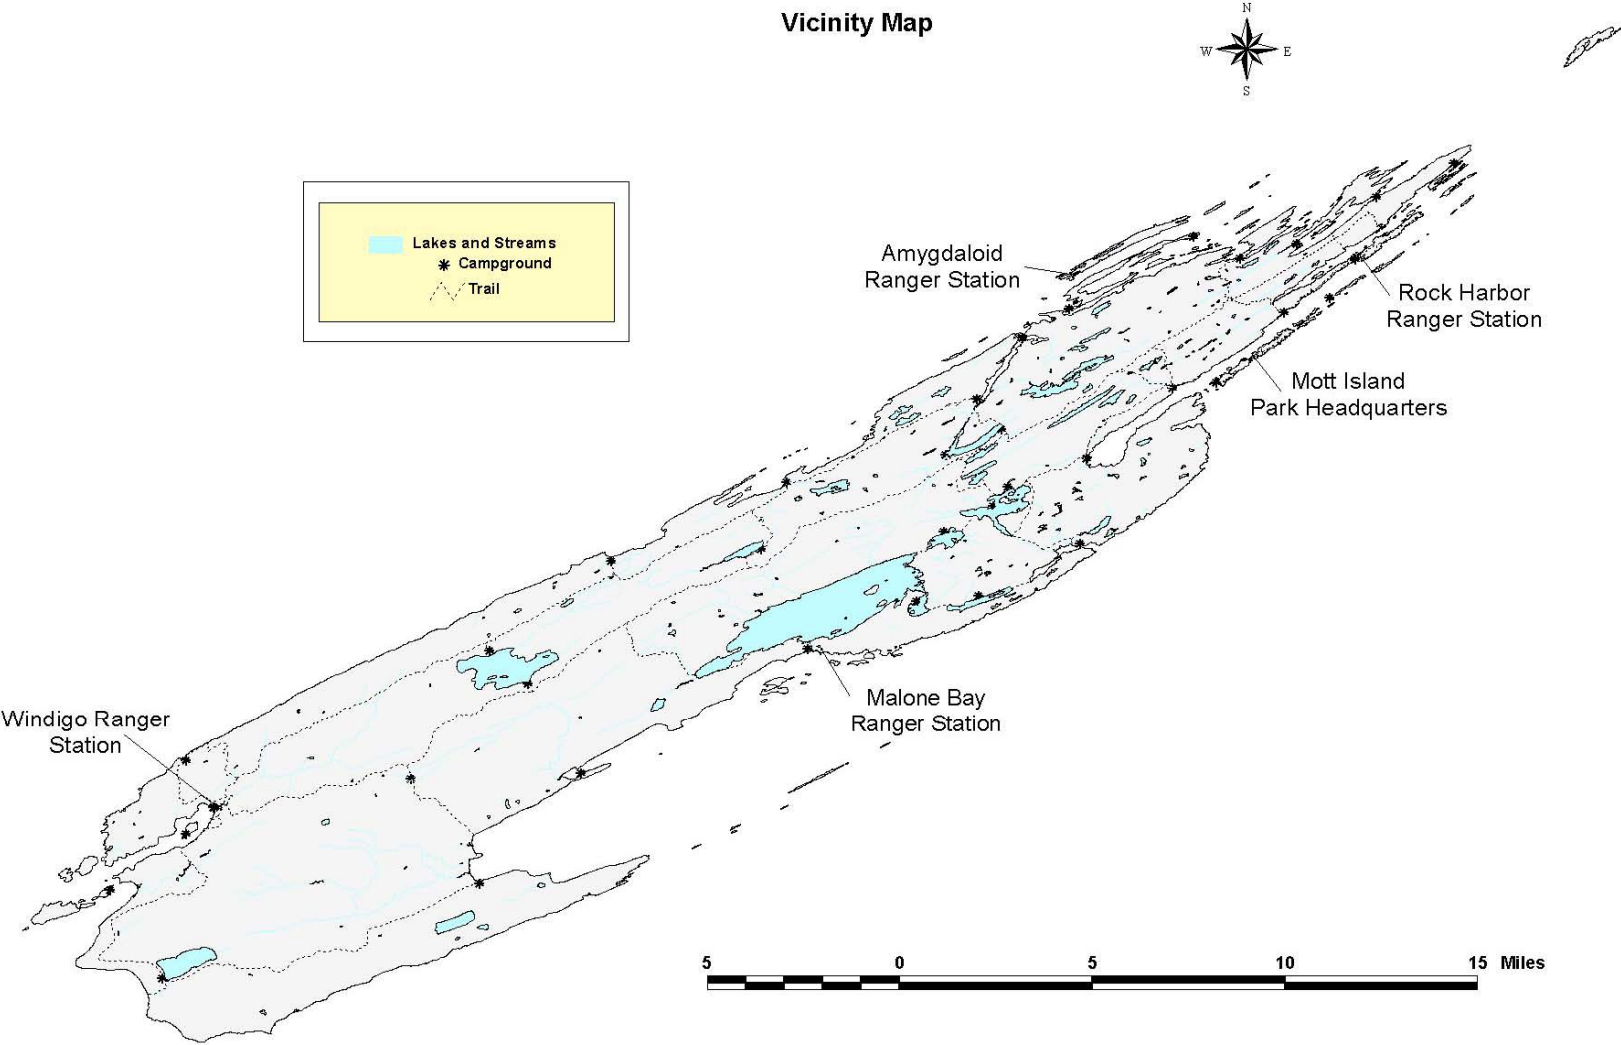 Vicinity Map
N
W E
S
Lakes and Streams
Campground
Trail
Amygdaloid
Ranger Station
Rock Harbor
Ranger Station
Mott Island
Park Headquarters
Malone Bay
Ranger Station
Windigo Ranger
Station
5 0 5 10 15 Miles